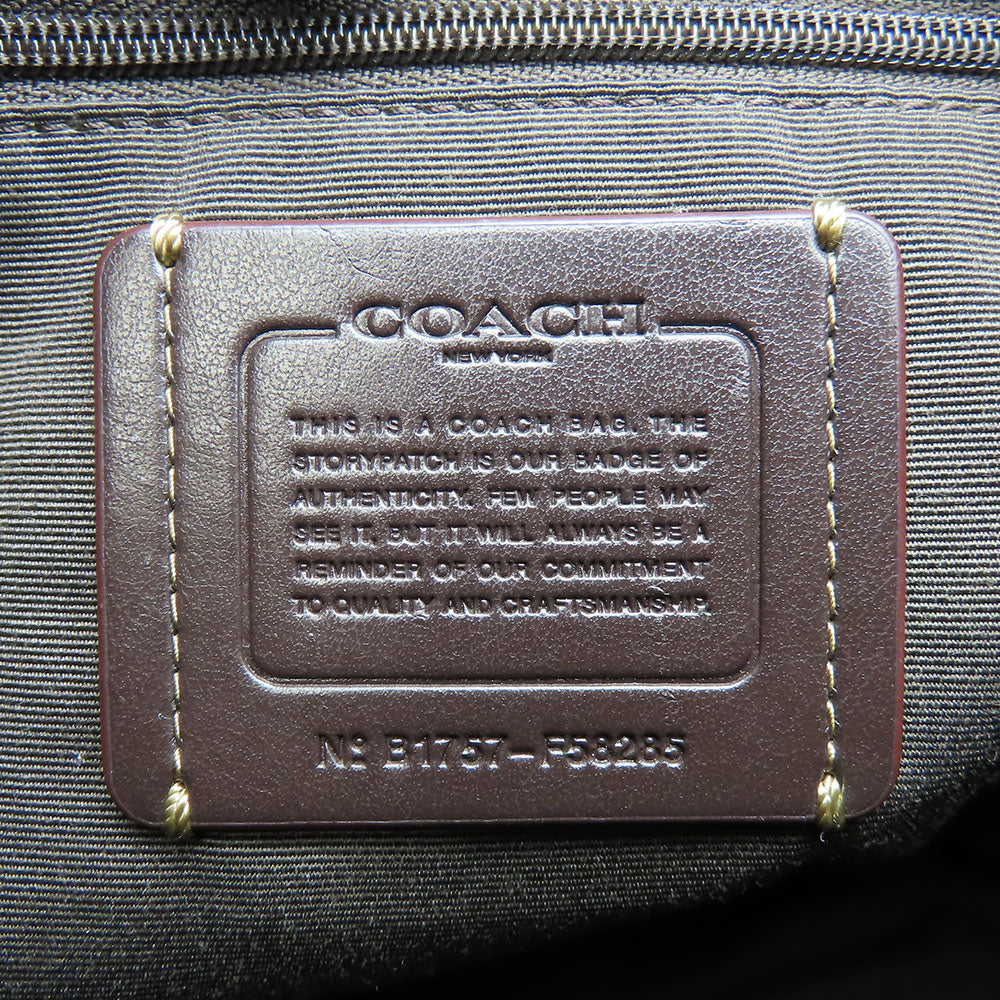 COACH
NEW YORK
THIS IS A COACH BAG. THE
STORYPATCH IS OUR BADGE OF
AUTHENTICITY. FEW PEOPLE MAY
SEE IT, BUT IT WILL ALWAYS BE A
REMINDER OF OUR COMMITMENT
TO QUALITY AND CRAFTSMANSHIP.
Nº B1757-F58285